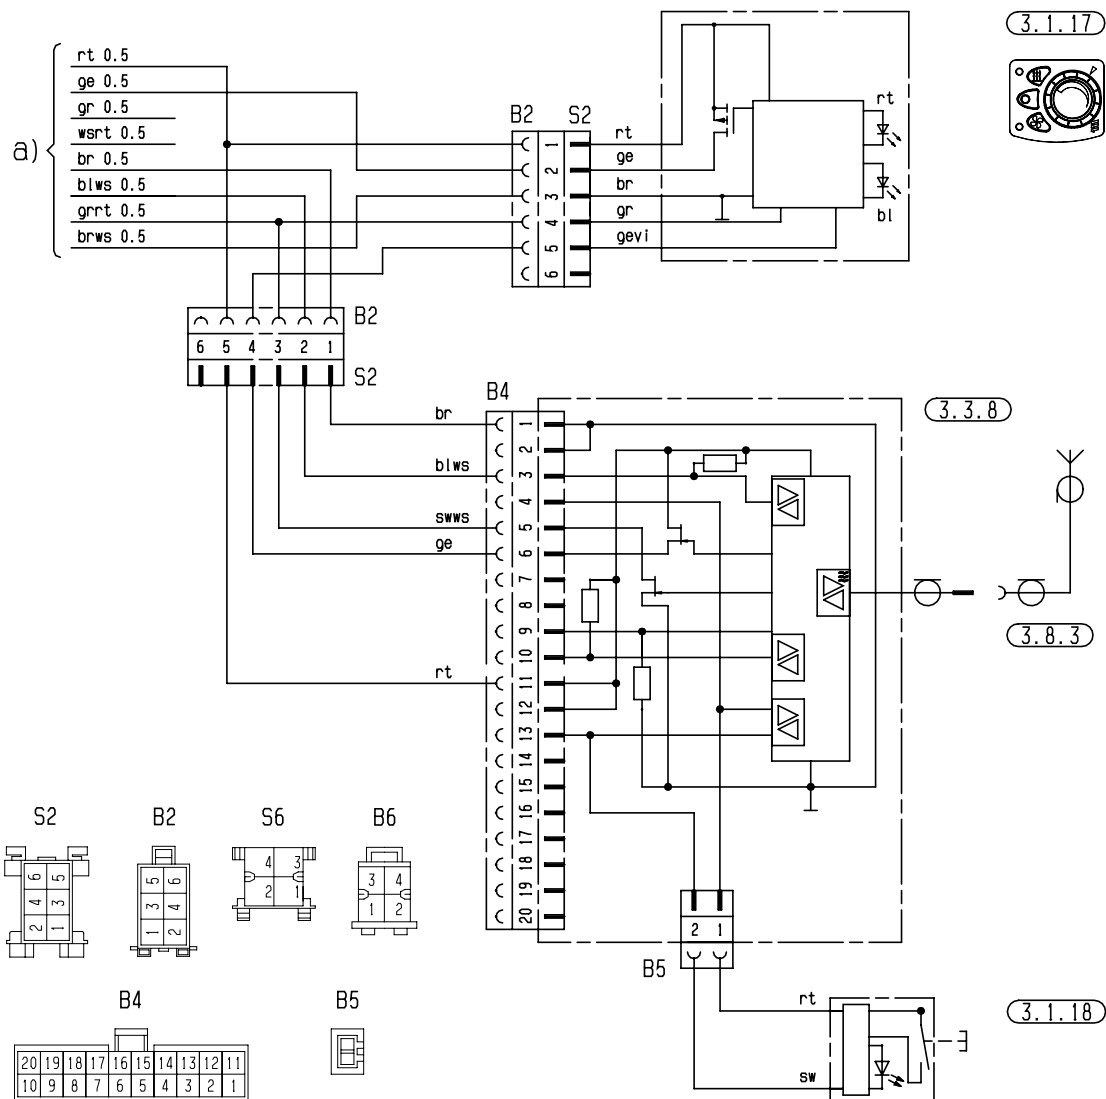 3.1.17
rt 0.5
ge 0.5
gr 0.5
wsrt 0.5
br 0.5
blws 0.5
grrt 0.5
brws 0.5
a)
B2 S2
1
2
3
4
5
6
rt
ge
br
gr
gevi
rt
bl
B2
6 5 4 3 2 1
S2
B4
3.3.8
br
blws
swws
ge
rt
1
2
3
4
5
6
7
8
9
10
11
12
13
14
15
16
17
18
19
20
3.8.3
2 1
B5
rt
sw
3.1.18
S2 B2 S6 B6
6 5
4 3
2 1
5 6
3 4
1 2
4 3
2 1
3 4
1 2
B4 B5
20 19 18 17 16 15 14 13 12 11
10 9 8 7 6 5 4 3 2 1